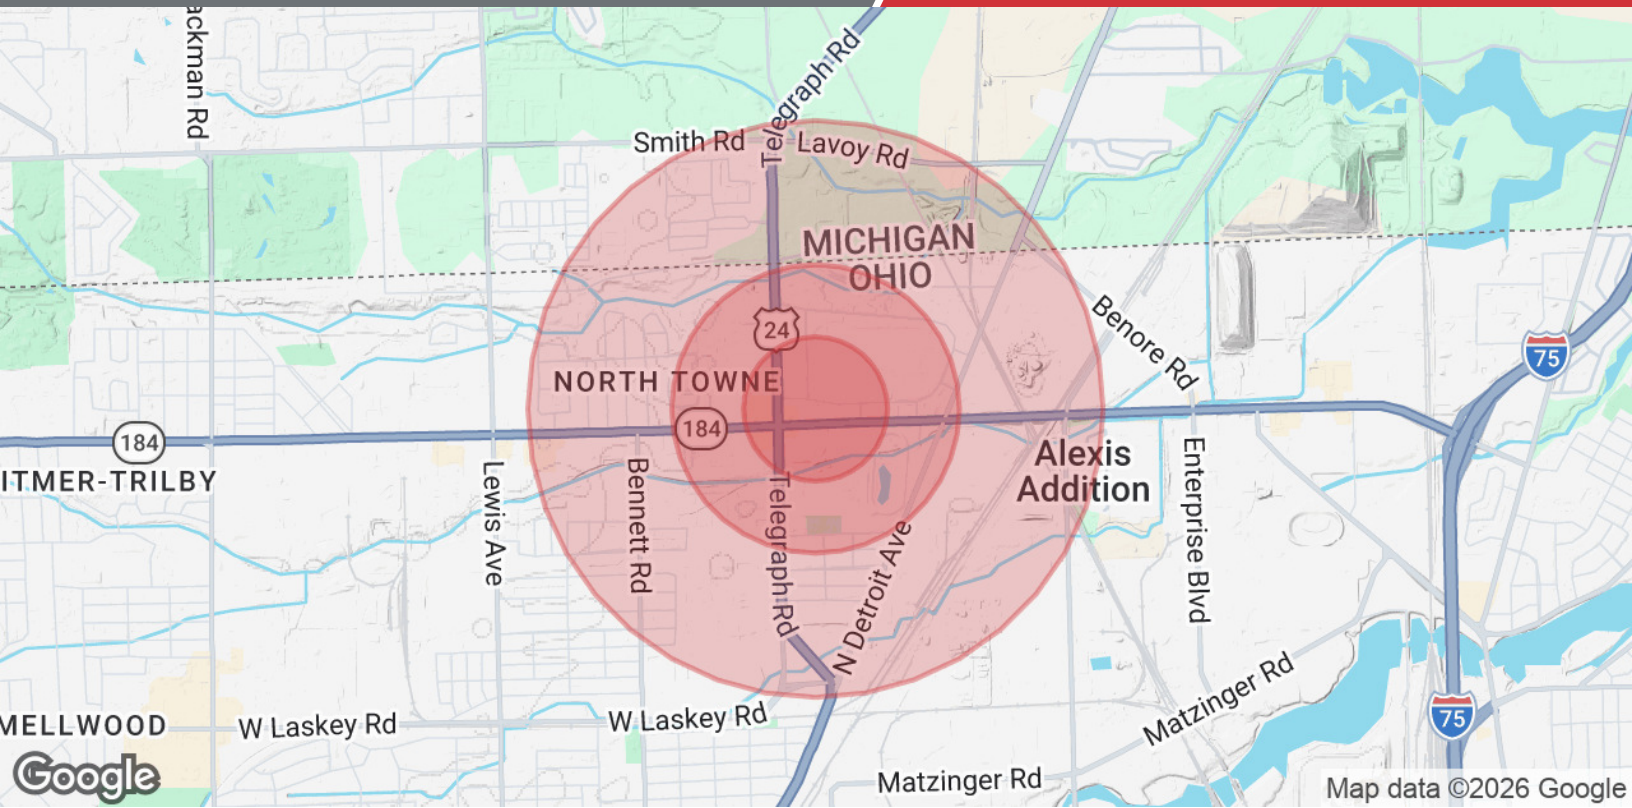 ackman Rd
Telegraph Rd
Smith Rd
Lavoy Rd
MICHIGAN
OHIO
24
Benore Rd
75
NORTH TOWNE
184
184
ITMER-TRILBY
Lewis Ave
Bennett Rd
Telegraph Rd
N Detroit Ave
Alexis
Addition
Enterprise Blvd
Matzinger Rd
75
MELLWOOD
W Laskey Rd
W Laskey Rd
Matzinger Rd
Google
Map data ©2026 Google